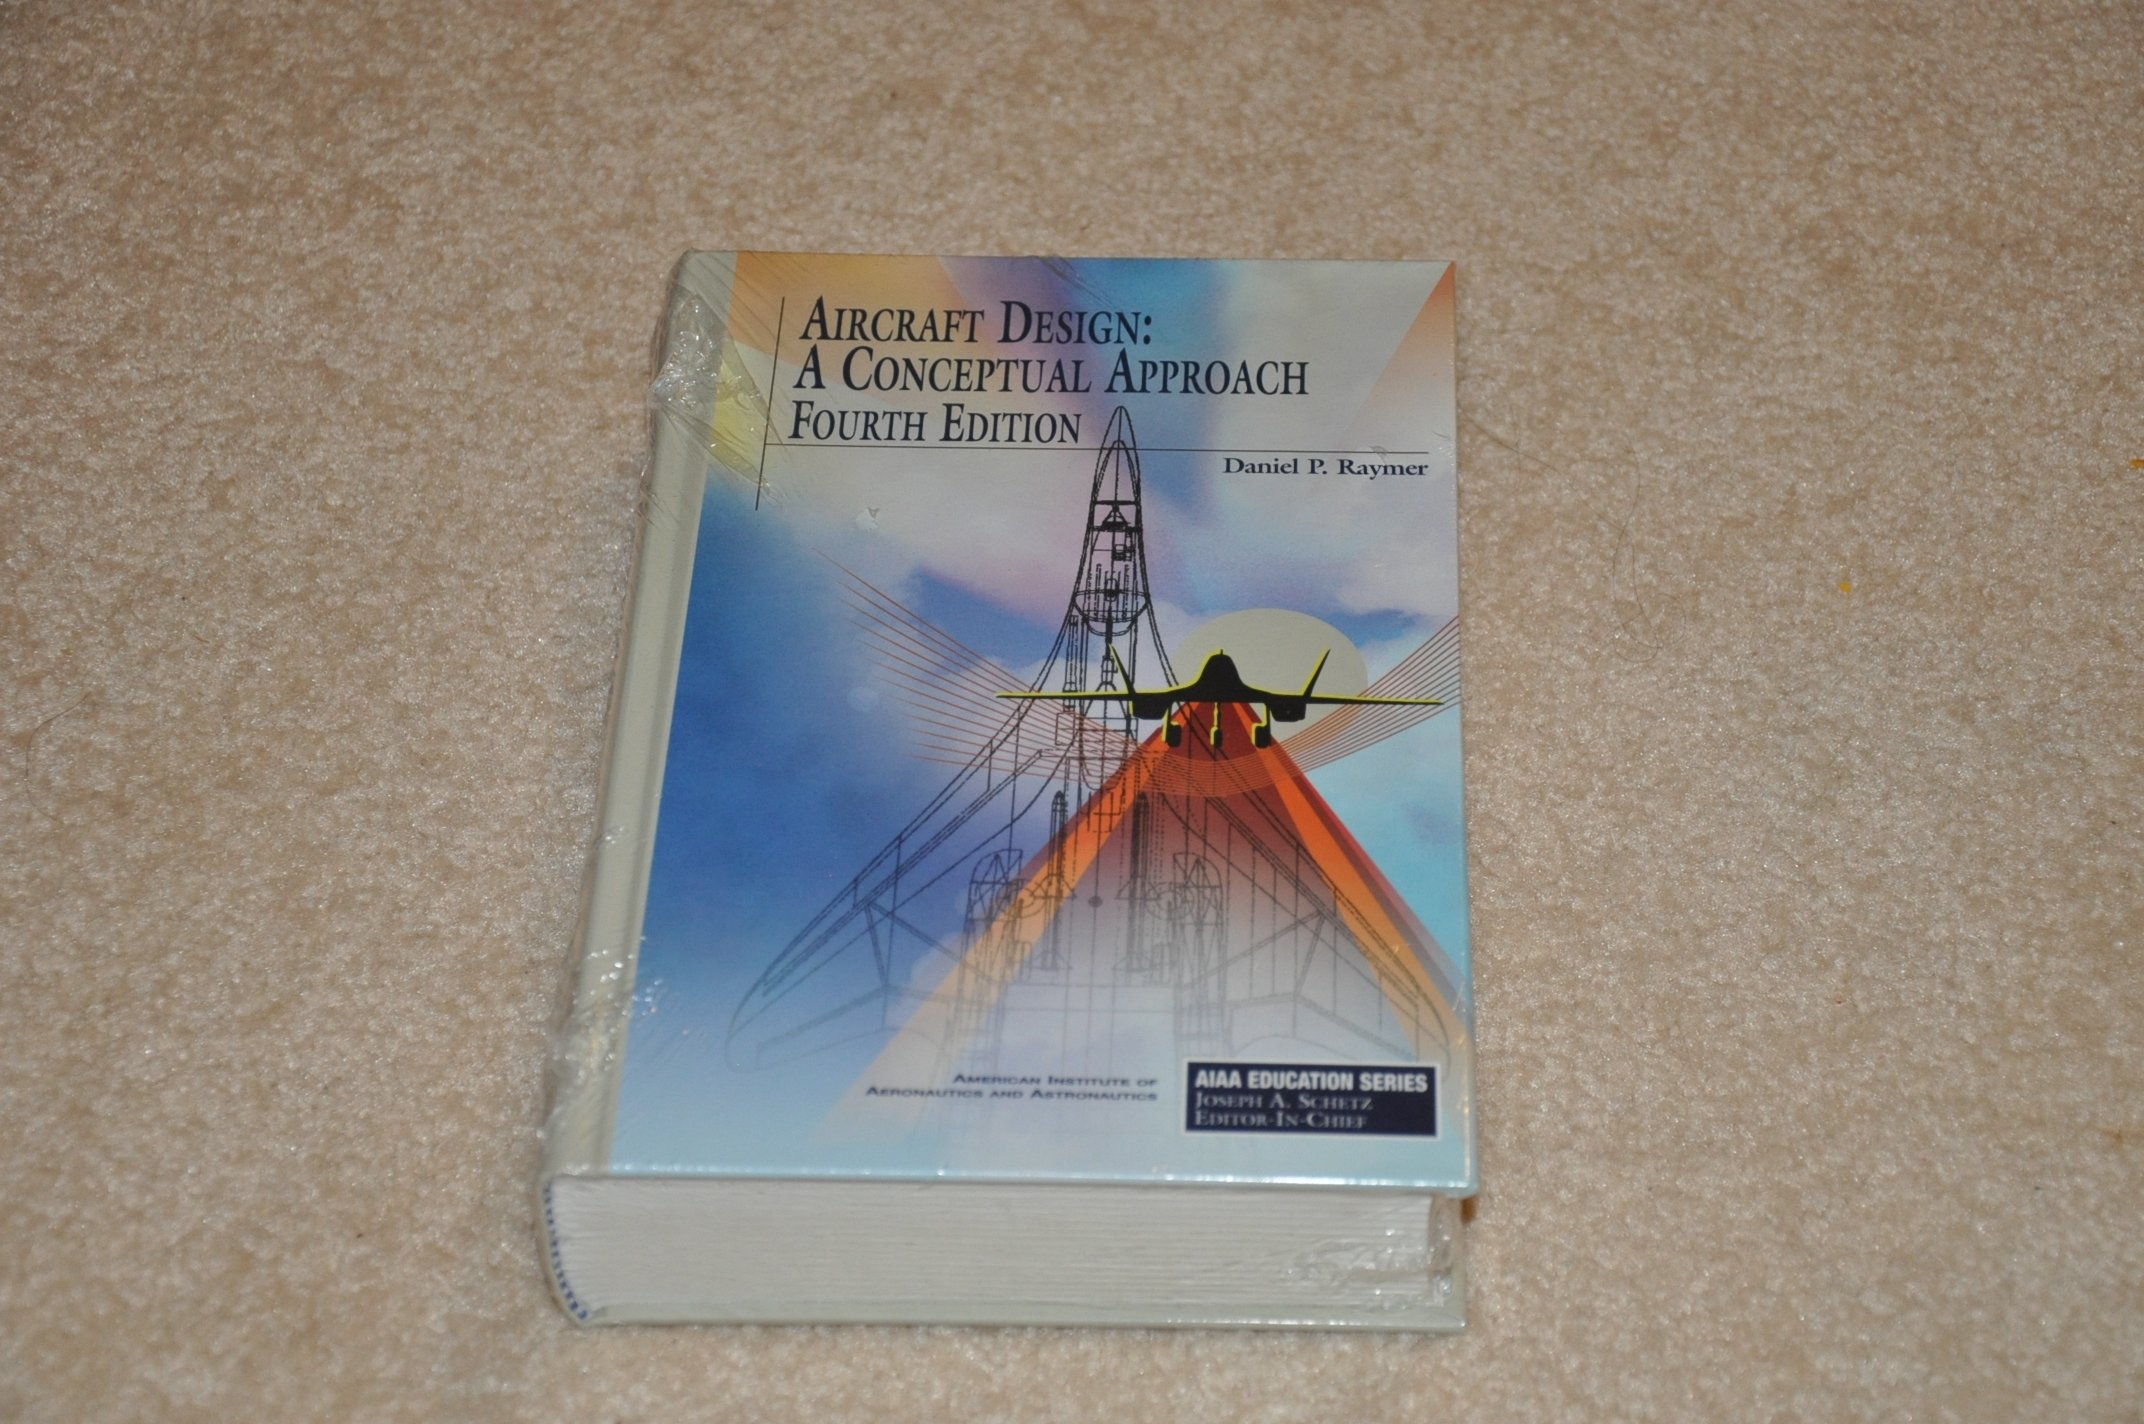 AIRCRAFT DESIGN:
A CONCEPTUAL APPROACH
FOURTH EDITION
Daniel P. Raymer
AMERICAN INSTITUTE OF
AERONAUTICS AND ASTRONAUTICS
AIAA EDUCATION SERIES
JOSEPH A. SCHETZ
EDITOR-IN-CHIEF